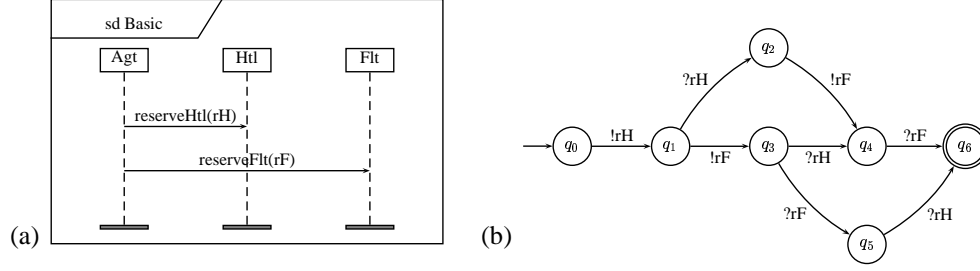 sd Basic
Agt Htl Flt
reserveHtl(rH)
reserveFlt(rF)
(a)
q2
?rH !rF
q0 !rH q1 !rF q3 ?rH q4 ?rF q6
?rF ?rH
q5
(b)